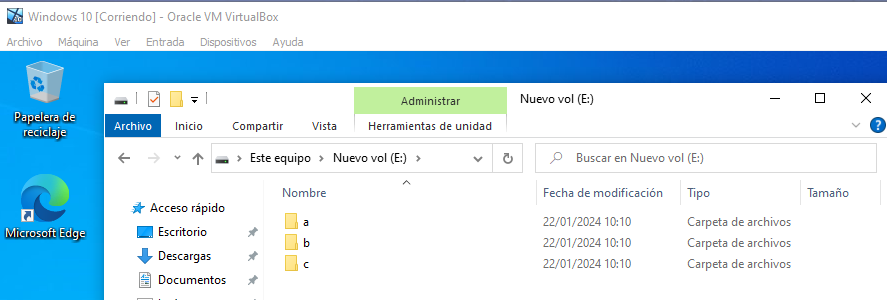 Windows 10 [Corriendo] - Oracle VM VirtualBox
Archivo Máquina Ver Entrada Dispositivos Ayuda
Papelera de
reciclaje
Microsoft Edge
Administrar Nuevo vol (E:)
Archivo Inicio Compartir Vista Herramientas de unidad
Este equipo Nuevo vol (E:) Buscar en Nuevo vol (E:)
Nombre Fecha de modificación Tipo Tamaño
Acceso rápido
Escritorio
Descargas
Documentos
a 22/01/2024 10:10 Carpeta de archivos
b 22/01/2024 10:10 Carpeta de archivos
c 22/01/2024 10:10 Carpeta de archivos